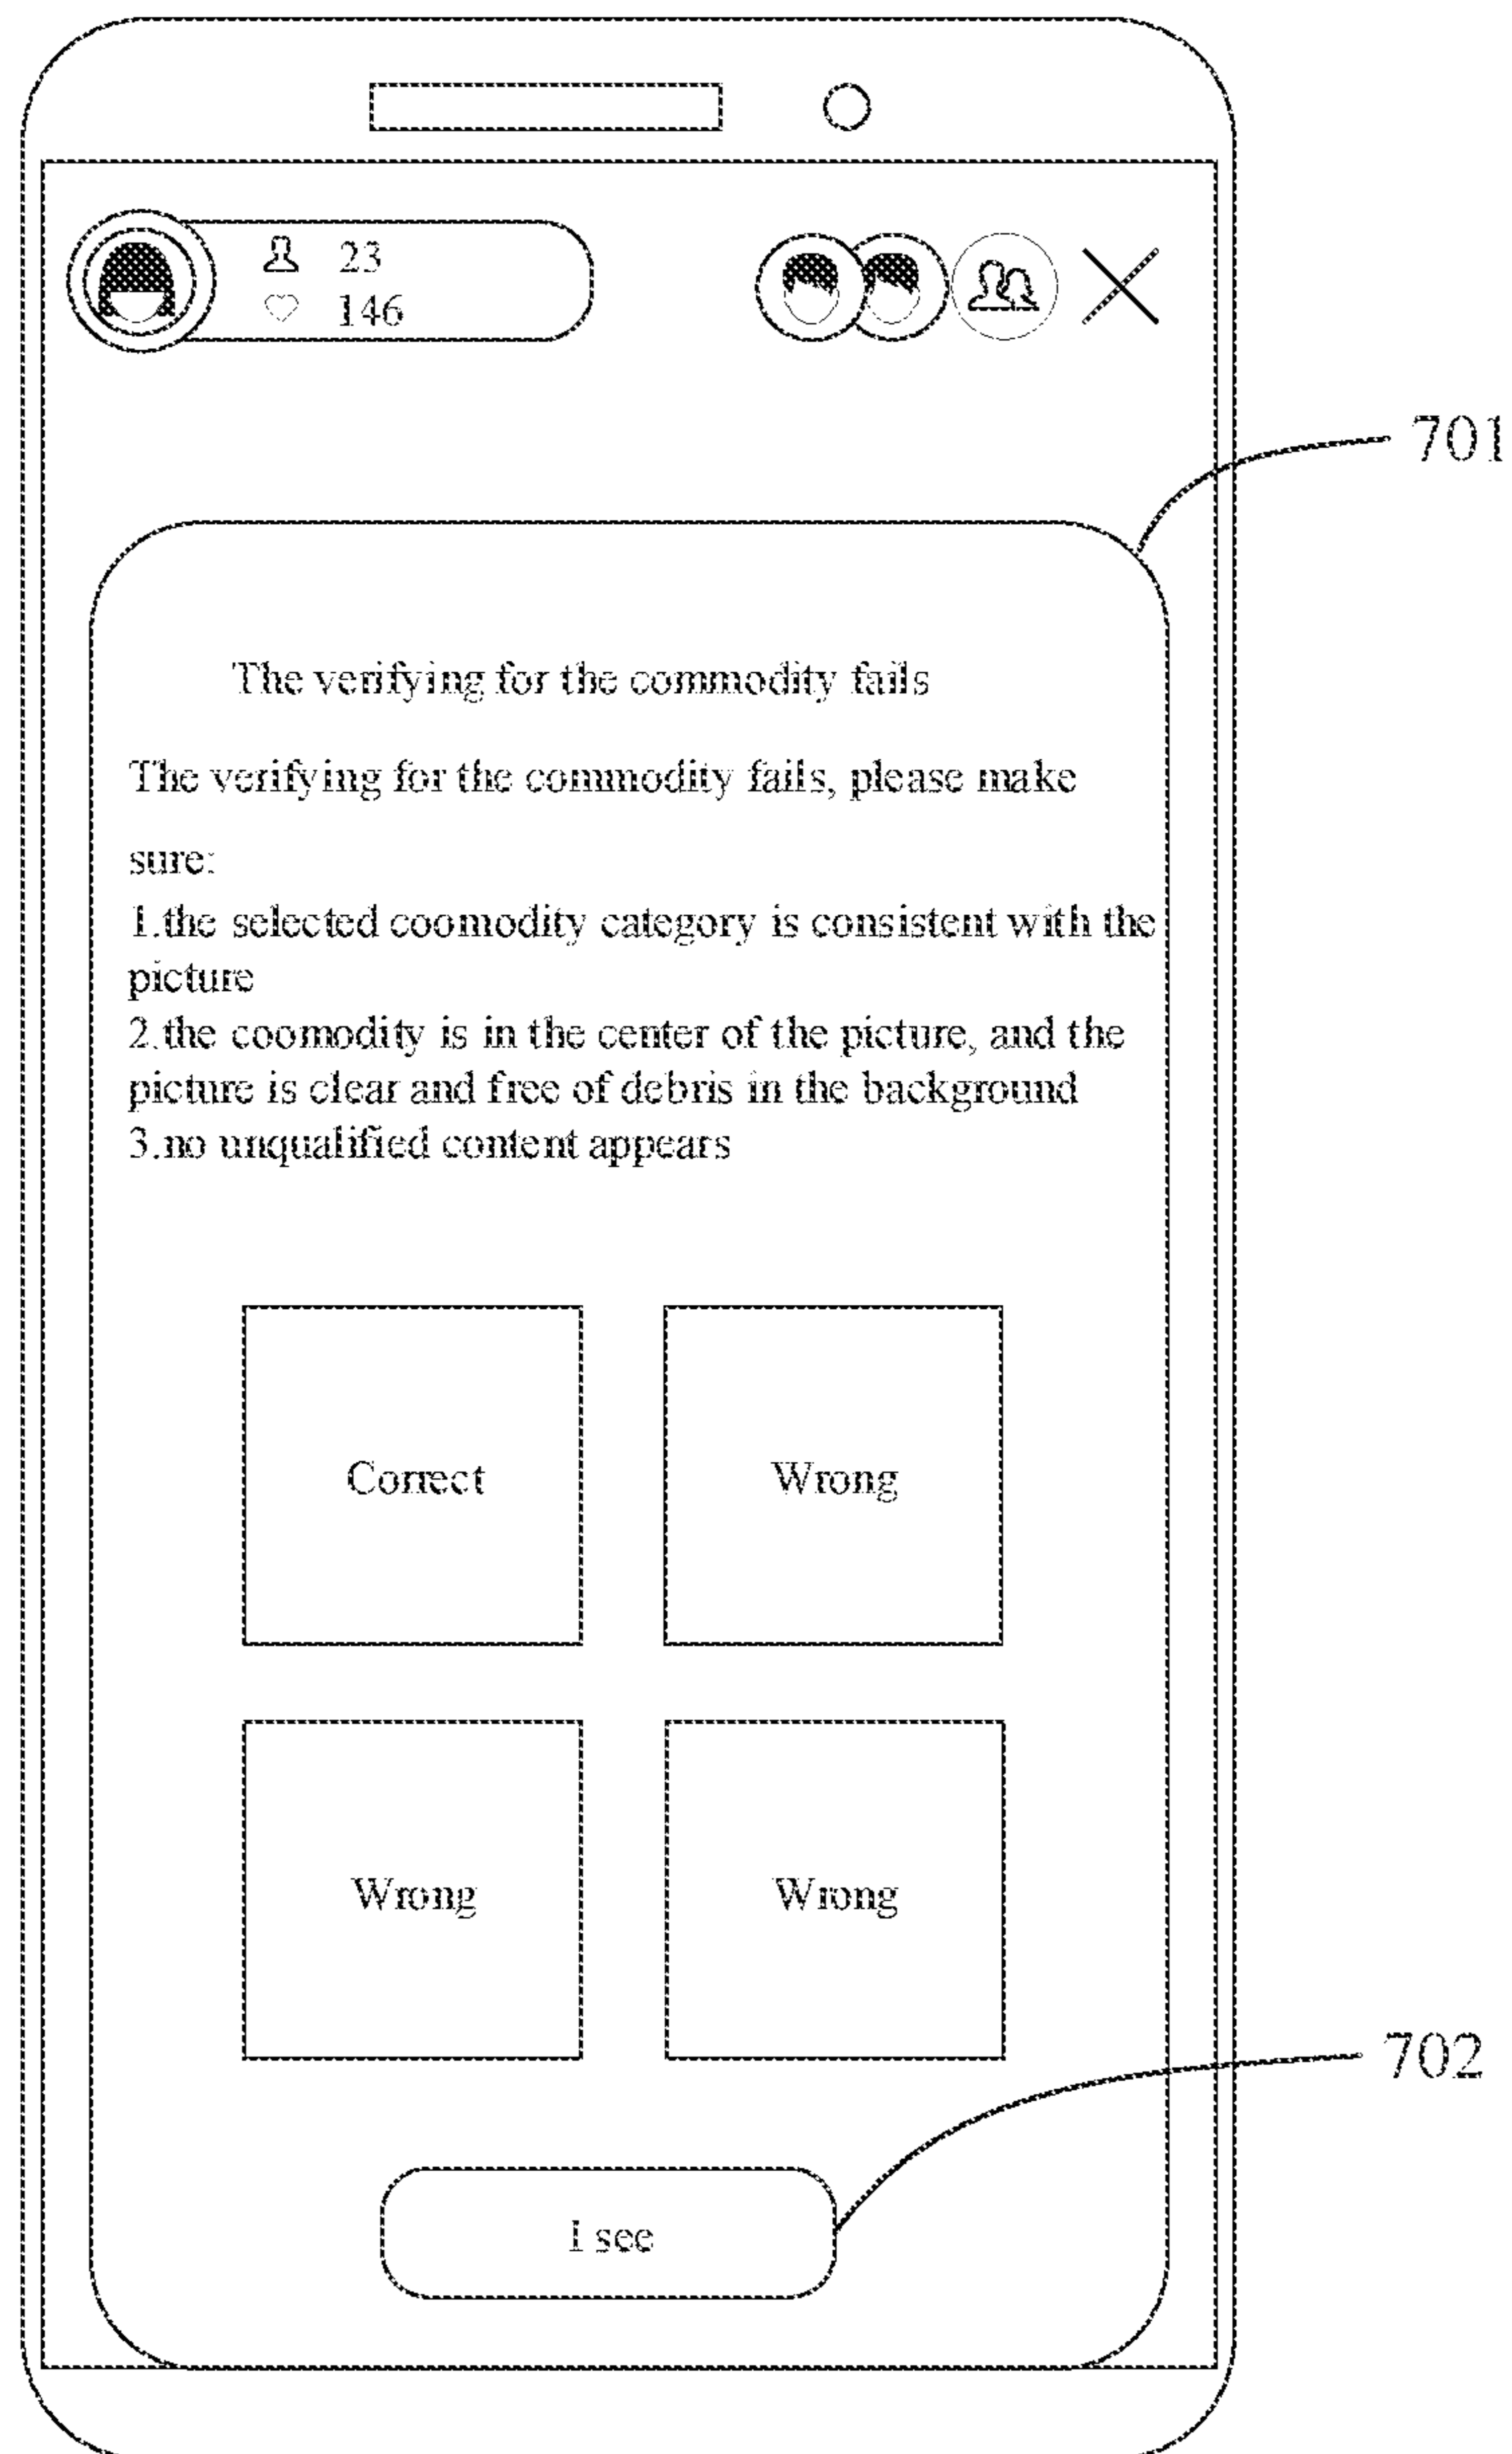 23
146
701
The verifying for the commodity fails
The verifying for the commodity fails, please make
sure:
1.the selected coomodity category is consistent with the
picture
2.the coomodity is in the center of the picture, and the
picture is clear and free of debris in the background
3.no unqualified content appears
Correct
Wrong
Wrong
Wrong
702
I see